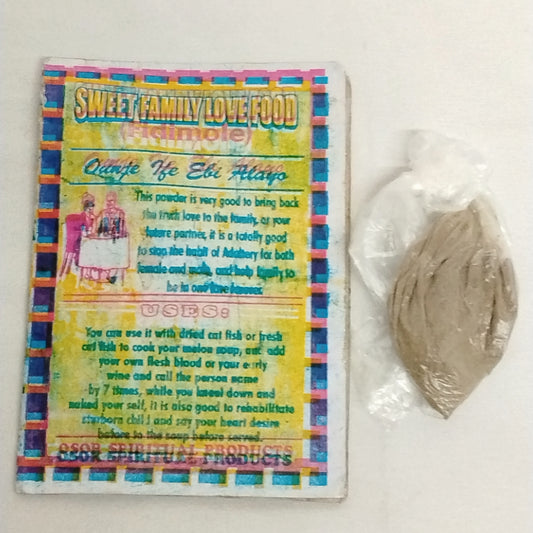 SWEET FAMILY LOVE FOOD
(Fidimole)
Ounje Ife Ebi Alayo
This powder is very good to bring back
the truth love to the family, or your
future partner, it is a totally good
to stop the habit of Adultery for both
female and male, and help family to
be in one love forever.
USES:
You can use it with dried cat fish or fresh
cat fish to cook your melon soup, and add
your own flesh blood or your early
wine and call the person name
by 7 times, while you kneel down and
naked your self, it is also good to rehabilitate
sturborn child and say your heart desire
before to the soup before served.
OSOR SPIRITUAL PRODUCTS